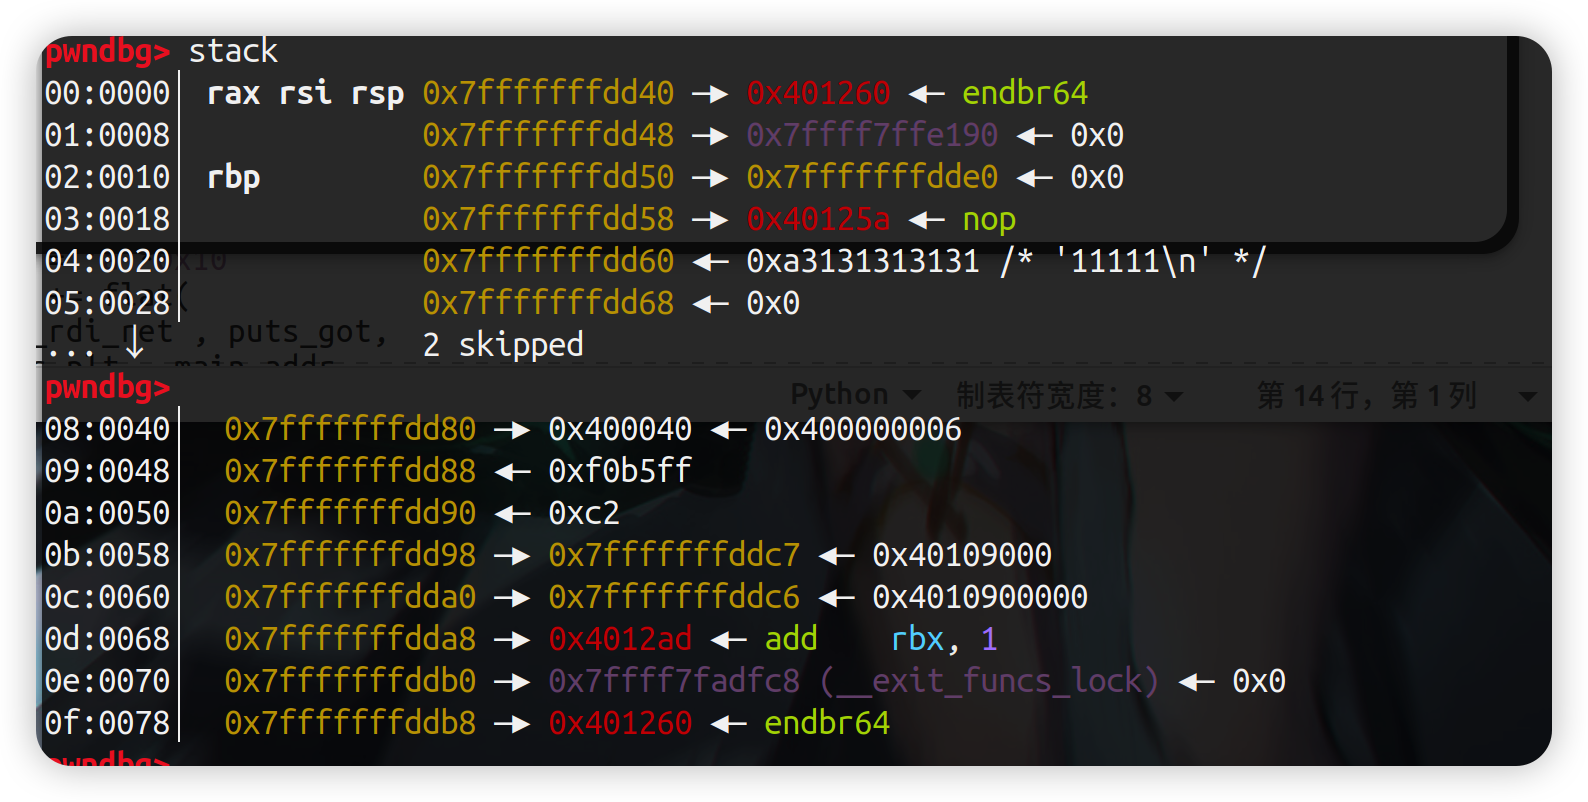 pwndbg> stack
00:0000│ rax rsi rsp 0x7fffffffdd40 —▸ 0x401260 ◂— endbr64
01:0008│ 0x7fffffffdd48 —▸ 0x7ffff7ffe190 ◂— 0x0
02:0010│ rbp 0x7fffffffdd50 —▸ 0x7fffffffdde0 ◂— 0x0
03:0018│ 0x7fffffffdd58 —▸ 0x40125a ◂— nop
04:0020│ 0x7fffffffdd60 ◂— 0xa3131313131 /* '11111\n' */
05:0028│ 0x7fffffffdd68 ◂— 0x0
_rdi_ret , puts_got,
... ↓ 2 skipped
pwndbg>
Python 制表符宽度：8 第 14 行，第 1 列
08:0040│ 0x7fffffffdd80 —▸ 0x400040 ◂— 0x400000006
09:0048│ 0x7fffffffdd88 ◂— 0xf0b5ff
0a:0050│ 0x7fffffffdd90 ◂— 0xc2
0b:0058│ 0x7fffffffdd98 —▸ 0x7fffffffddc7 ◂— 0x40109000
0c:0060│ 0x7fffffffdda0 —▸ 0x7fffffffddc6 ◂— 0x4010900000
0d:0068│ 0x7fffffffdda8 —▸ 0x4012ad ◂— add rbx, 1
0e:0070│ 0x7fffffffddb0 —▸ 0x7ffff7fadfc8 (__exit_funcs_lock) ◂— 0x0
0f:0078│ 0x7fffffffddb8 —▸ 0x401260 ◂— endbr64
pwndbg>